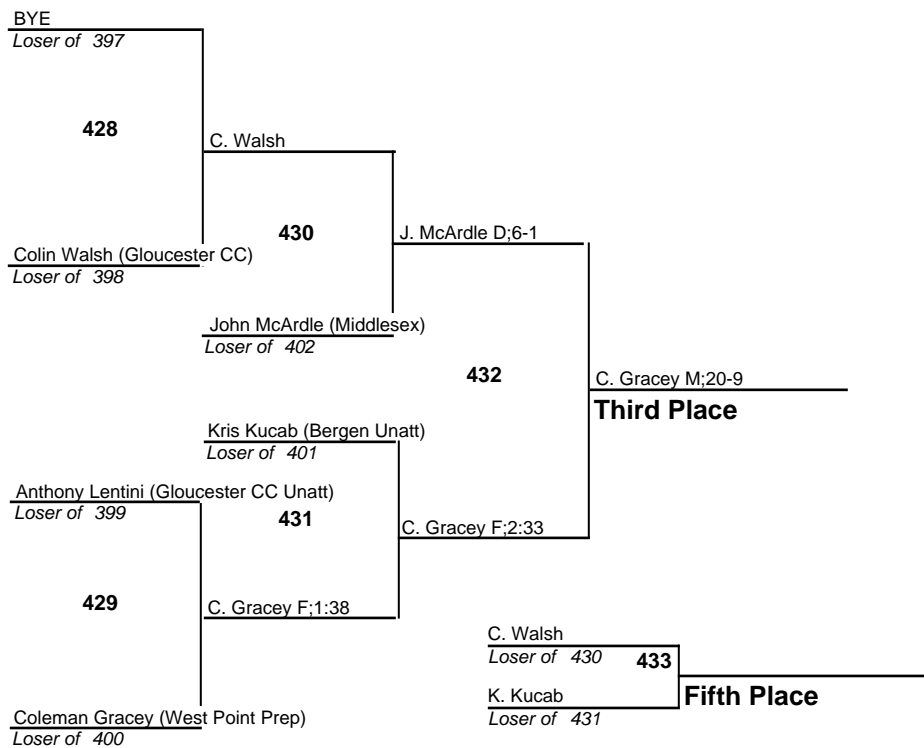 BYE
Loser of 397
428
C. Walsh
Colin Walsh (Gloucester CC)
Loser of 398
430
J. McArdle D;6-1
John McArdle (Middlesex)
Loser of 402
432
C. Gracey M;20-9
Third Place
Kris Kucab (Bergen Unatt)
Loser of 401
Anthony Lentini (Gloucester CC Unatt)
Loser of 399
431
C. Gracey F;2:33
429
C. Gracey F;1:38
Coleman Gracey (West Point Prep)
Loser of 400
C. Walsh
Loser of 430
433
K. Kucab
Loser of 431
Fifth Place